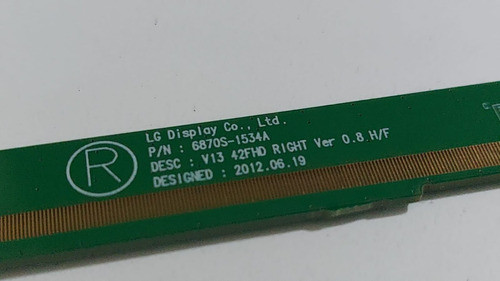 LG Display Co., Ltd.
P/N : 6870S-1534A
DESC : V13 42FHD RIGHT Ver 0.8 H/F
DESIGNED : 2012.06.19
R